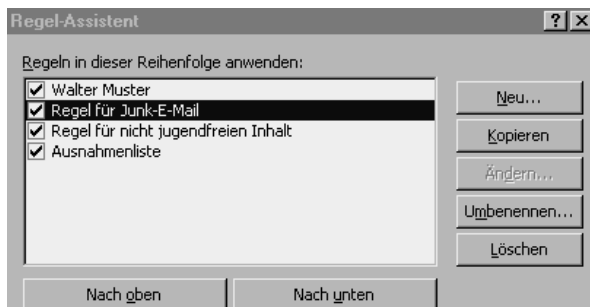 Regel-Assistent
Regeln in dieser Reihenfolge anwenden:
Walter Muster
Regel für Junk-E-Mail
Regel für nicht jugendfreien Inhalt
Ausnahmenliste
Neu...
Kopieren
Ändern...
Umbenennen...
Löschen
Nach oben
Nach unten